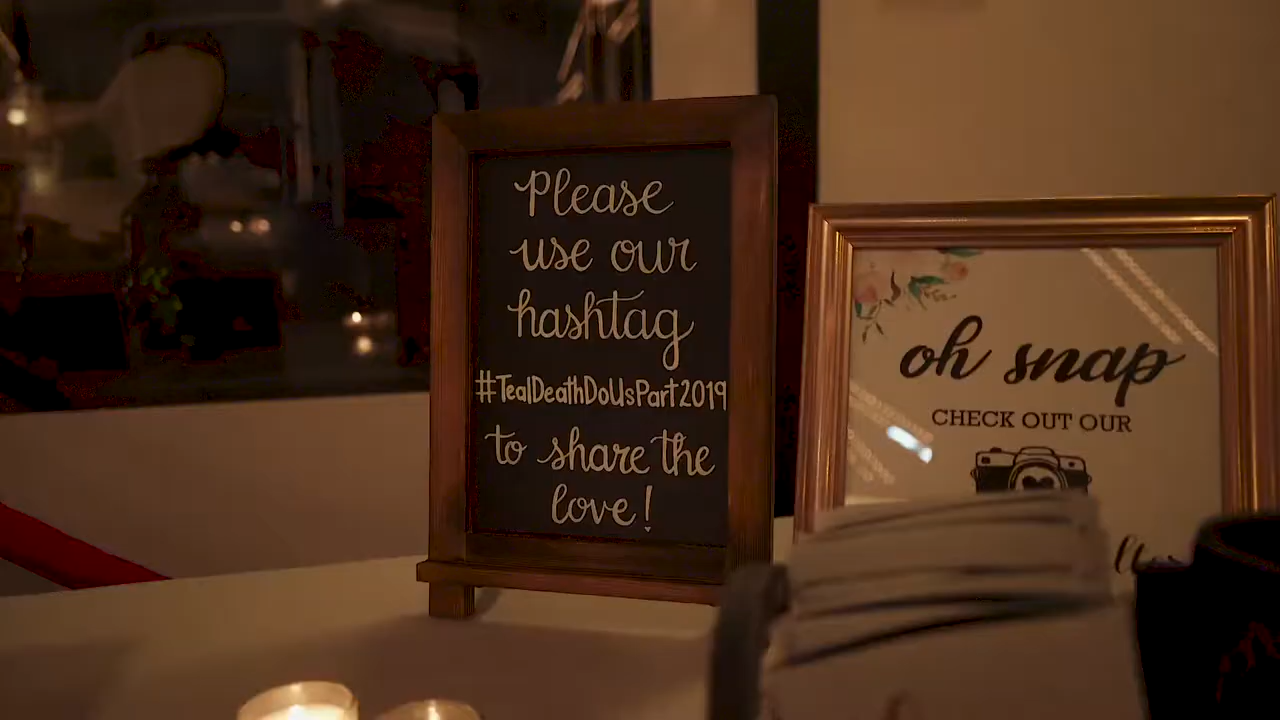 Please
use our
hashtag
#TealDeathDoUsPart2019
to share the
love!
oh snap
CHECK OUT OUR